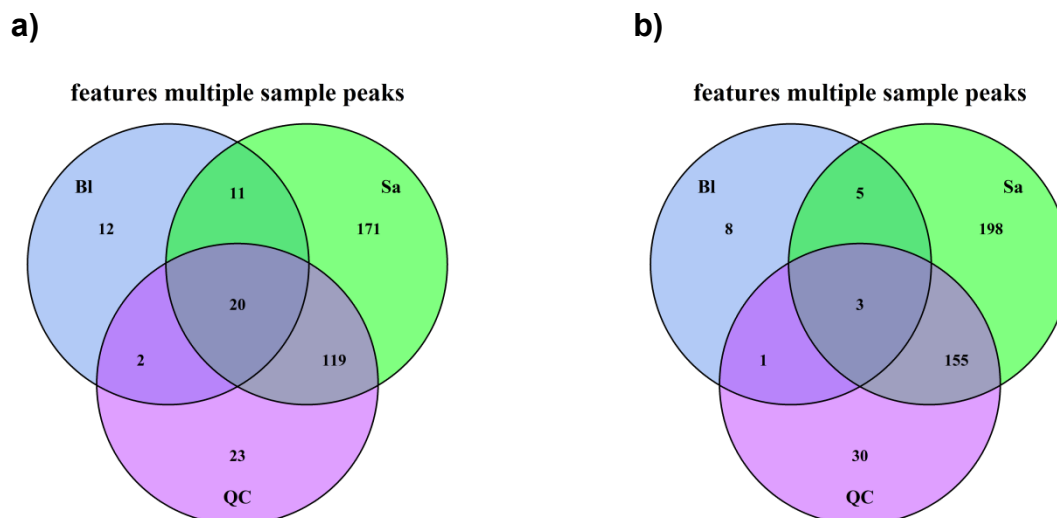 a)
features multiple sample peaks
Bl
Sa
11
12
171
20
2
119
23
QC
b)
features multiple sample peaks
Bl
Sa
5
8
198
3
1
155
30
QC